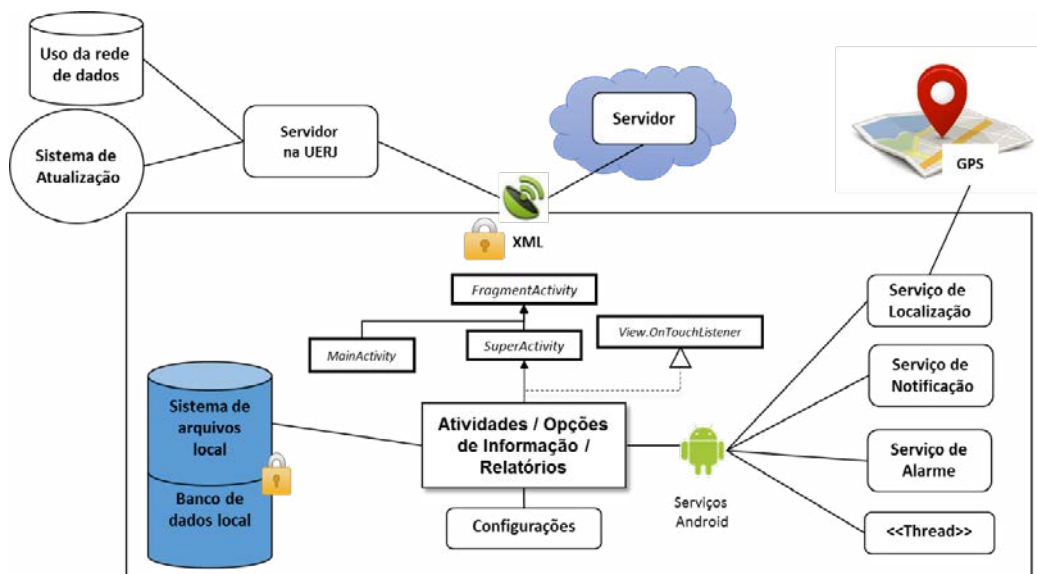 Uso da rede
de dados
Sistema de
Atualização
Servidor
na UERJ
Servidor
GPS
XML
FragmentActivity
MainActivity
SuperActivity
View.OnTouchListener
Serviço de
Localização
Serviço de
Notificação
Serviço de
Alarme
<<Thread>>
Sistema de
arquivos
local
Banco de
dados local
Atividades / Opções
de Informação /
Relatórios
Configurações
Serviços
Android